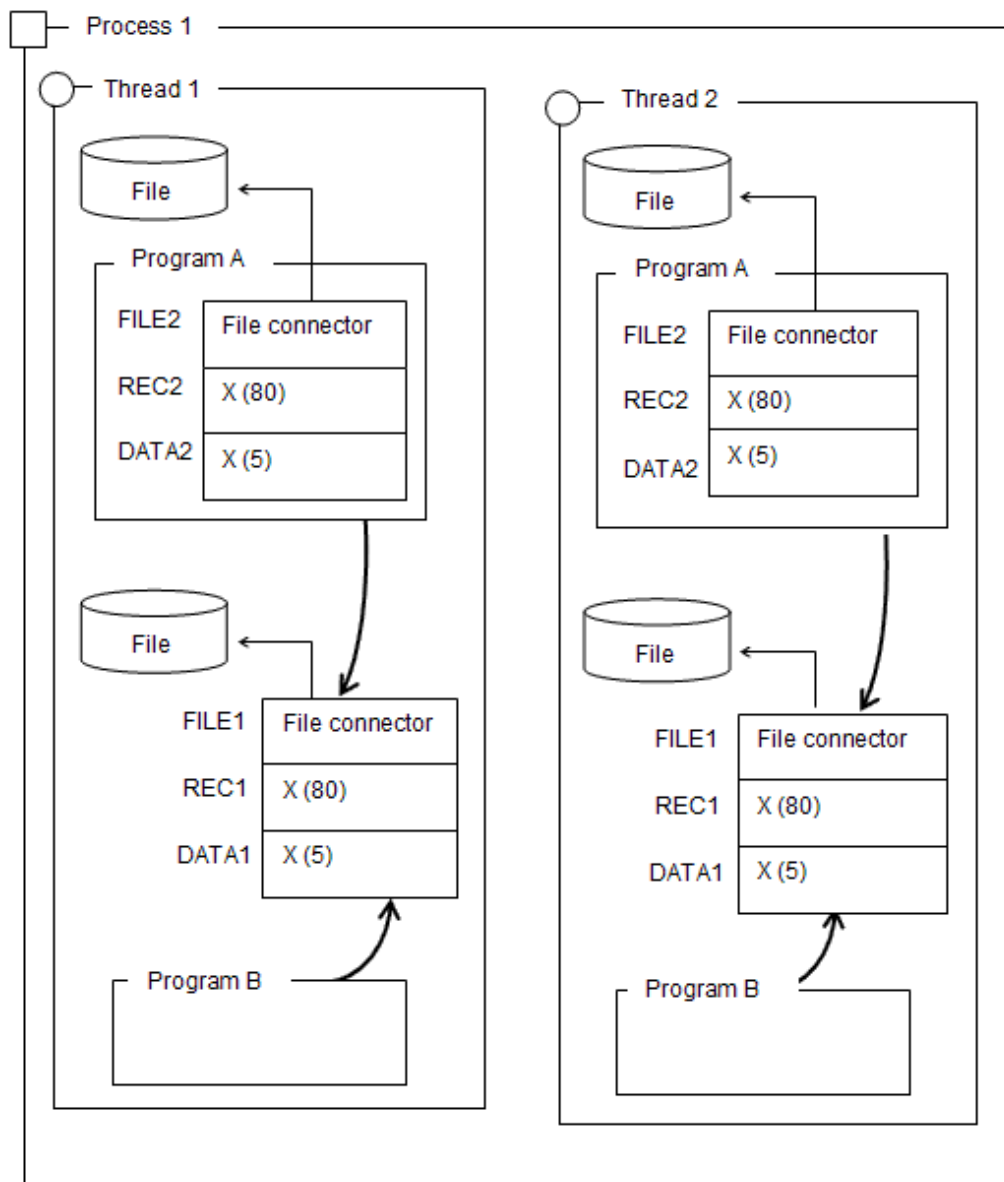 Process 1
Thread 1
File
Program A
FILE2 File connector
REC2 X (80)
DATA2 X (5)
File
FILE1 File connector
REC1 X (80)
DATA1 X (5)
Program B
Thread 2
File
Program A
FILE2 File connector
REC2 X (80)
DATA2 X (5)
File
FILE1 File connector
REC1 X (80)
DATA1 X (5)
Program B